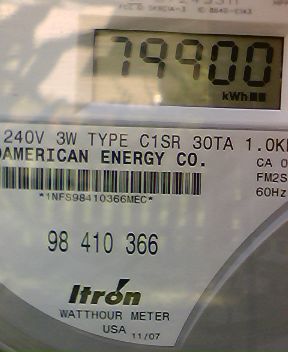 79900
kWh
240V 3W TYPE C1SR 30TA 1.0K
AMERICAN ENERGY CO.
CA 0
FM2S
*1NFS98410366MEC*
60Hz
98 410 366
Itron
WATTHOUR METER
USA 11/07